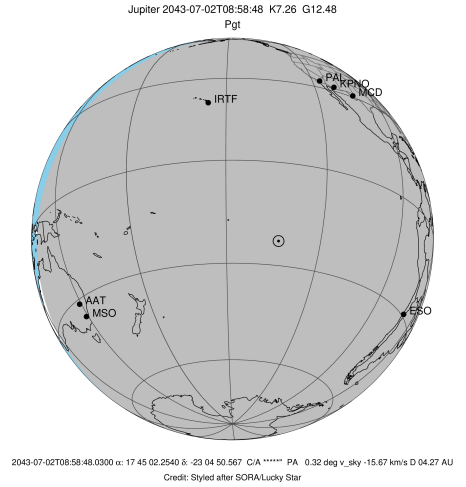 Jupiter 2043-07-02T08:58:48 K7.26 G12.48
Pgt
PAL
KPNO
MCD
IRTF
AAT
MSO
ESO
2043-07-02T08:58:48.0300 α: 17 45 02.2540 δ: -23 04 50.567 C/A *****" PA 0.32 deg v_sky -15.67 km/s D 04.27 AU
Credit: Styled after SORA/Lucky Star